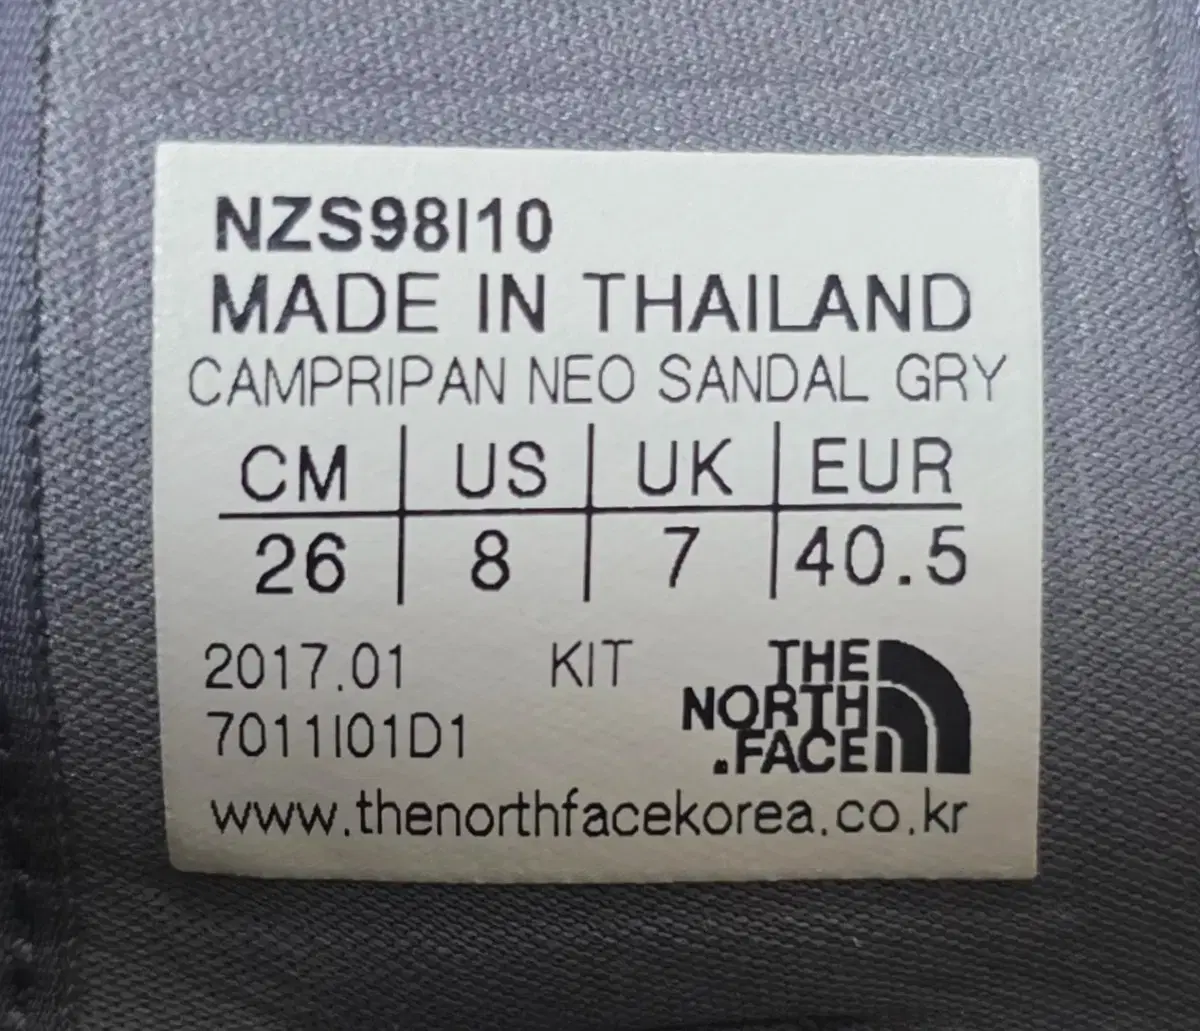 NZS98I10
MADE IN THAILAND
CAMPRIPAN NEO SANDAL GRY
CM US UK EUR
26 8 7 40.5
2017.01 KIT
7011I01D1
THE
NORTH
FACE
www.thenorthfacekorea.co.kr